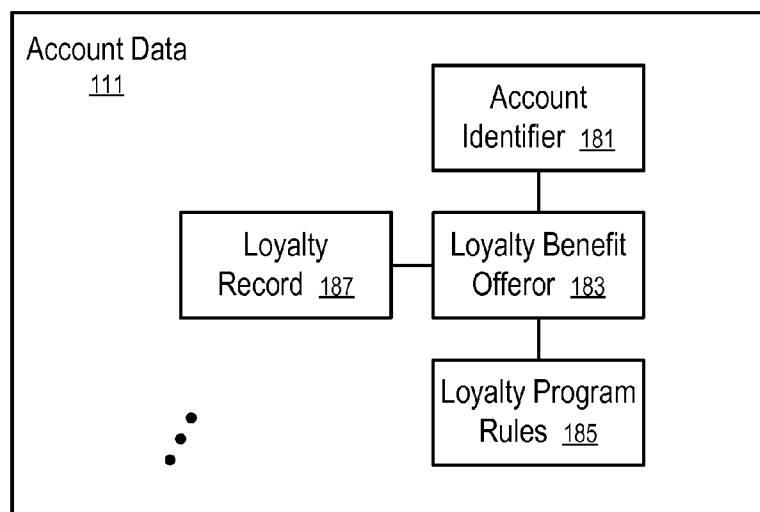 Account Data
111
Account
Identifier 181
Loyalty
Record 187
Loyalty Benefit
Offeror 183
Loyalty Program
Rules 185